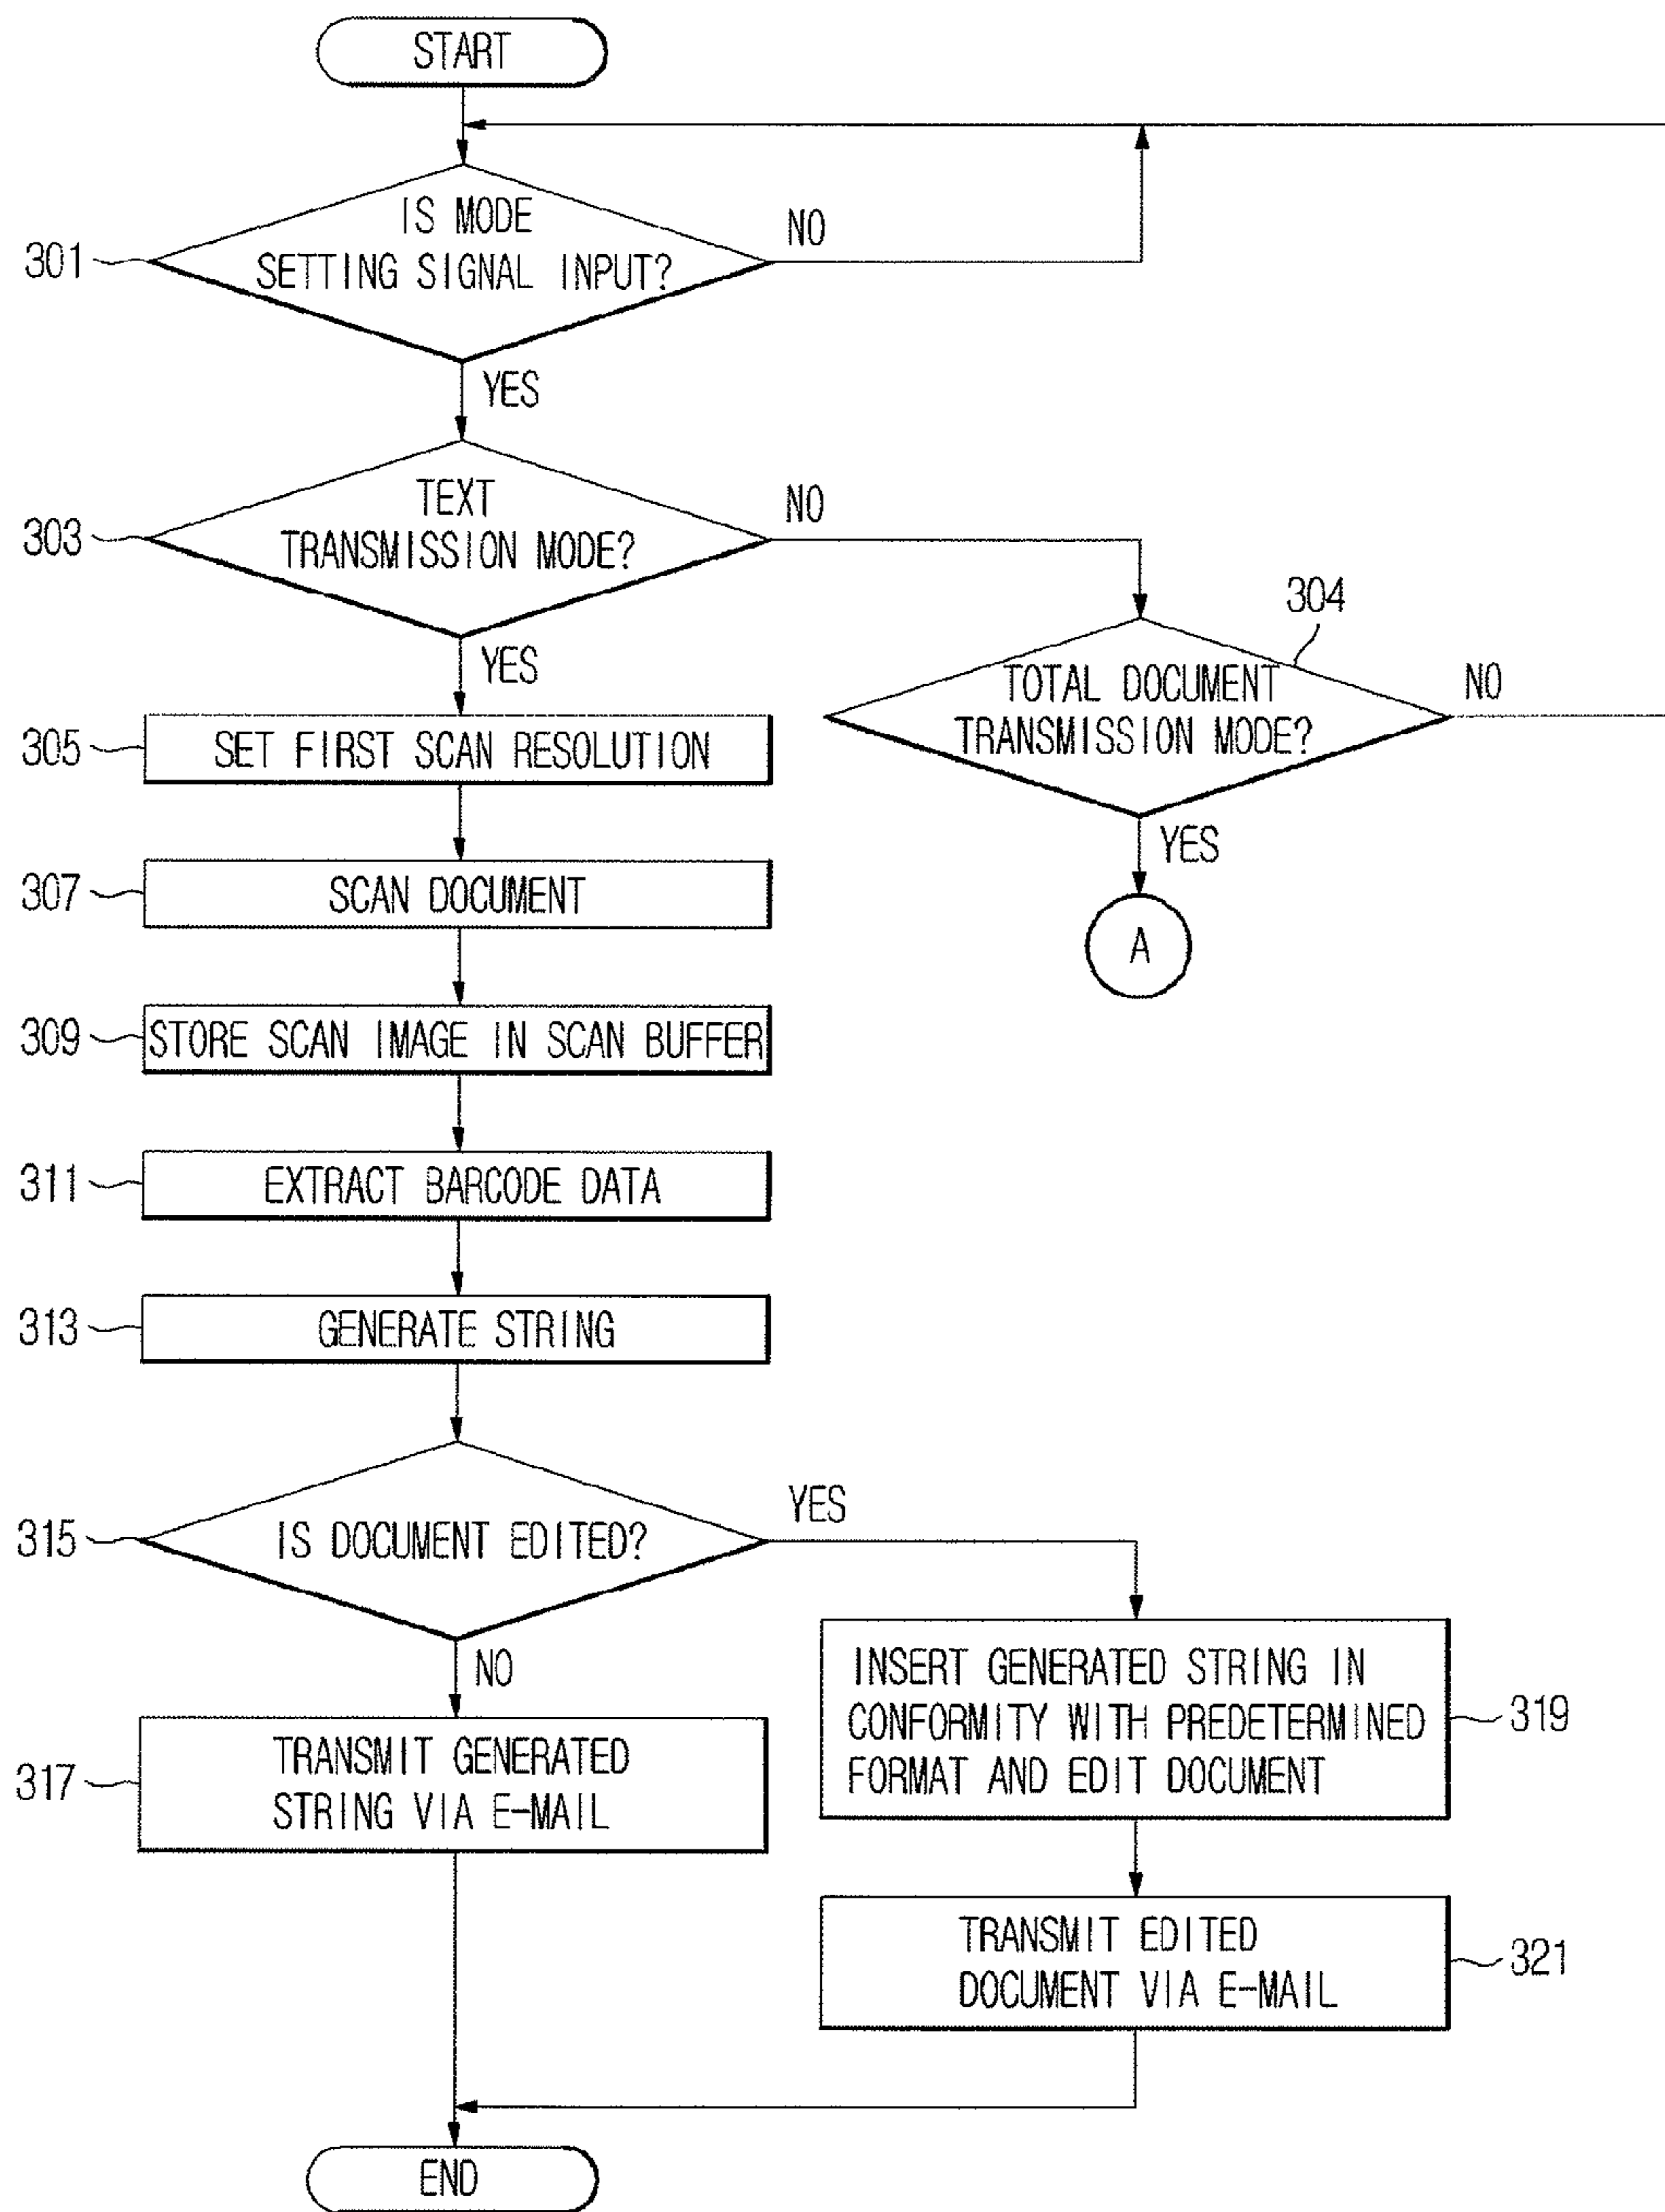 START
IS MODE
SETTING SIGNAL INPUT?
301
NO
YES
TEXT
TRANSMISSION MODE?
303
NO
YES
304
TOTAL DOCUMENT
TRANSMISSION MODE?
NO
YES
A
305
SET FIRST SCAN RESOLUTION
307
SCAN DOCUMENT
309
STORE SCAN IMAGE IN SCAN BUFFER
311
EXTRACT BARCODE DATA
313
GENERATE STRING
315
IS DOCUMENT EDITED?
YES
NO
317
TRANSMIT GENERATED
STRING VIA E-MAIL
INSERT GENERATED STRING IN
CONFORMITY WITH PREDETERMINED
FORMAT AND EDIT DOCUMENT
319
TRANSMIT EDITED
DOCUMENT VIA E-MAIL
321
END